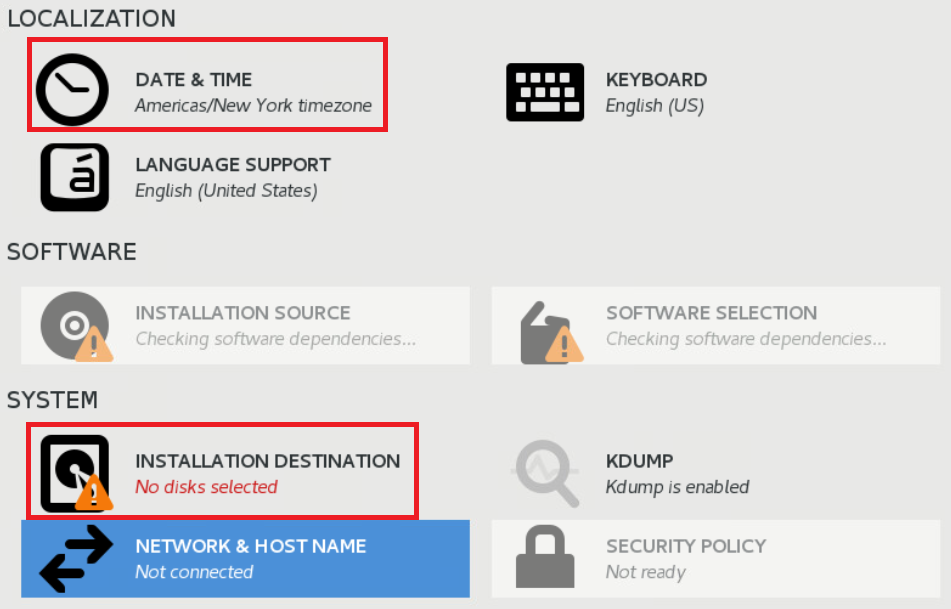 LOCALIZATION
DATE & TIME
Americas/New York timezone
KEYBOARD
English (US)
LANGUAGE SUPPORT
English (United States)
SOFTWARE
INSTALLATION SOURCE
Checking software dependencies...
SOFTWARE SELECTION
Checking software dependencies...
SYSTEM
INSTALLATION DESTINATION
No disks selected
KDUMP
Kdump is enabled
NETWORK & HOST NAME
Not connected
SECURITY POLICY
Not ready